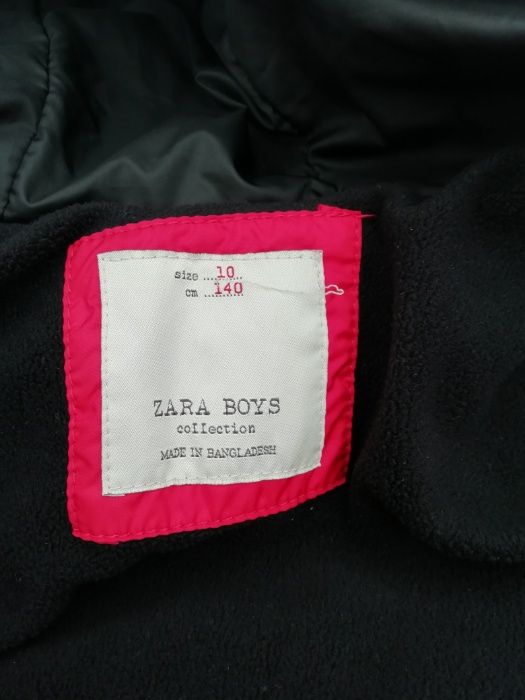 size ..10......
cm ..140......
ZARA BOYS
collection
MADE IN BANGLADESH